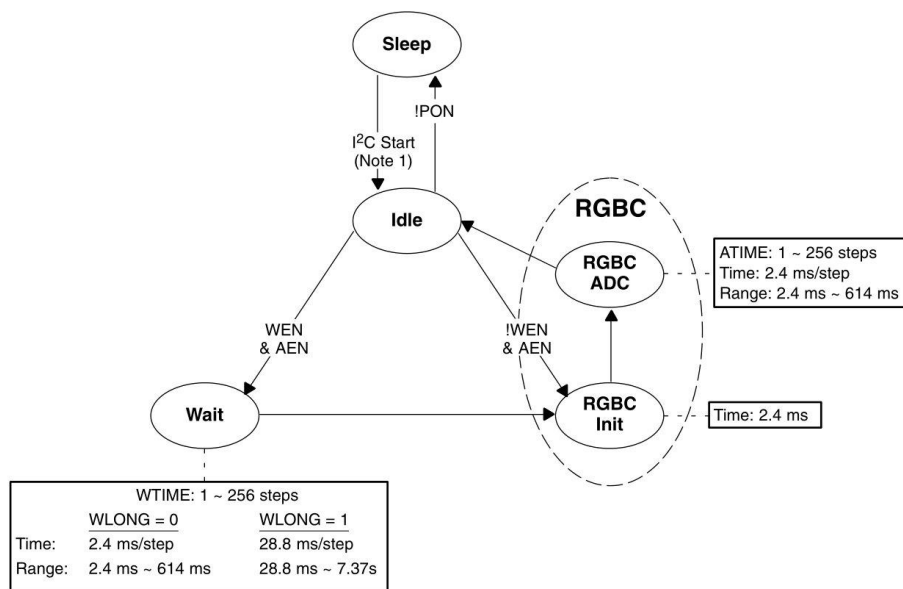 Sleep
!PON
I²C Start
(Note 1)
Idle
RGBC
RGBC
ADC
ATIME: 1 ~ 256 steps
Time: 2.4 ms/step
Range: 2.4 ms ~ 614 ms
WEN
& AEN
!WEN
& AEN
Wait
RGBC
Init
Time: 2.4 ms
WTIME: 1 ~ 256 steps
WLONG = 0 WLONG = 1
Time: 2.4 ms/step 28.8 ms/step
Range: 2.4 ms ~ 614 ms 28.8 ms ~ 7.37s